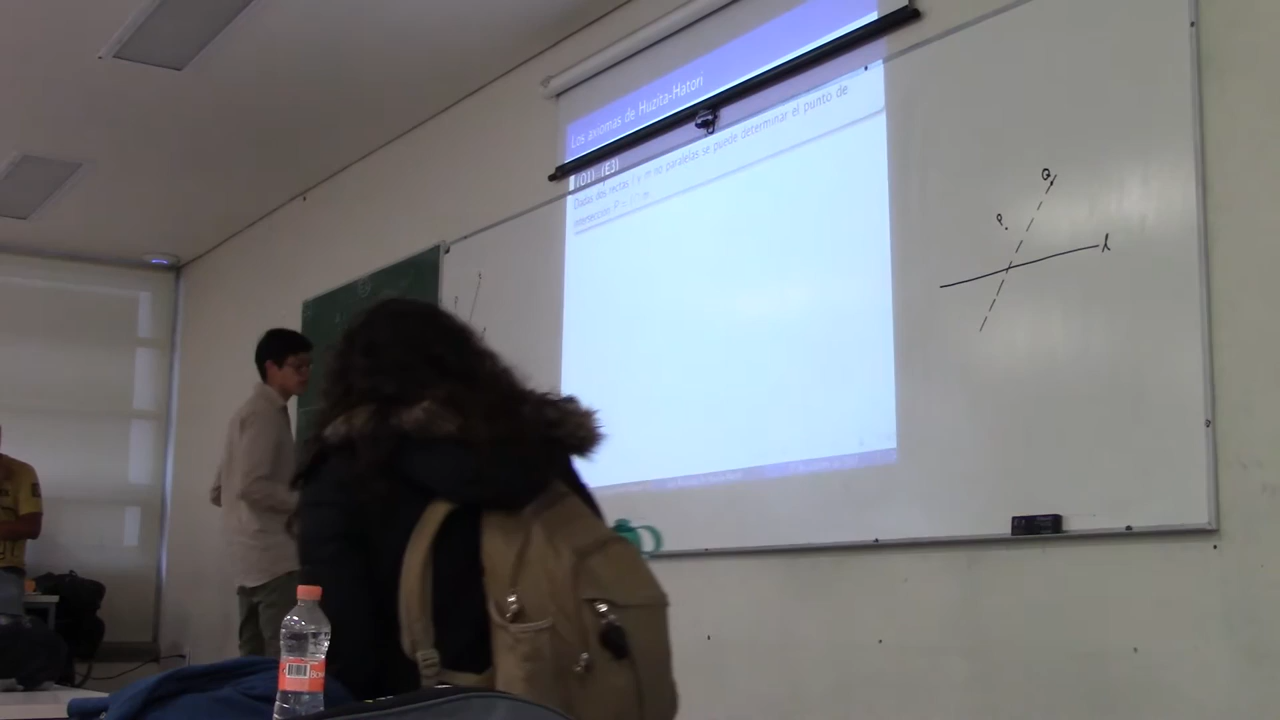 Los axiomas de Huzita-Hatori
(O1) (E3)
Dadas dos rectas l y m no paralelas se puede determinar el punto de
intersección P = l ∩ m
Q
P
l